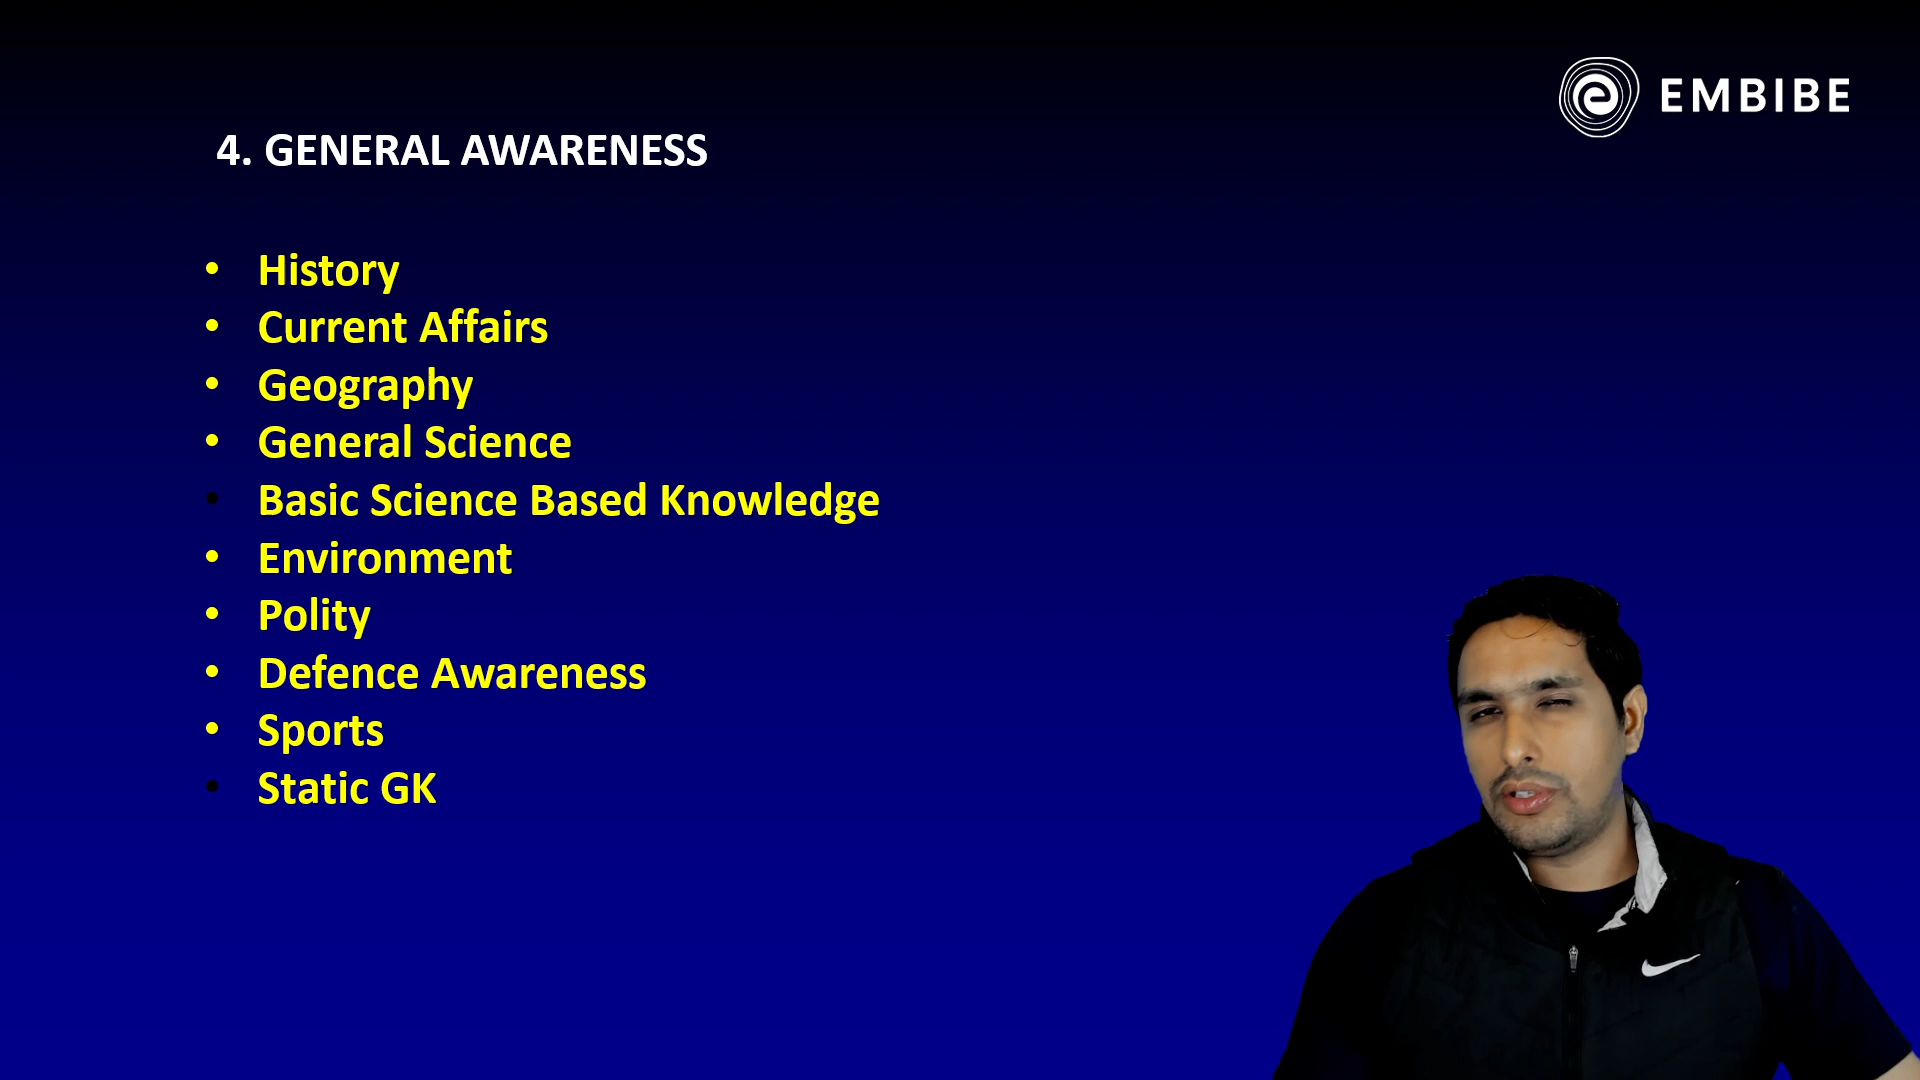 EMBIBE
4. GENERAL AWARENESS
• History
• Current Affairs
• Geography
• General Science
• Basic Science Based Knowledge
• Environment
• Polity
• Defence Awareness
• Sports
• Static GK